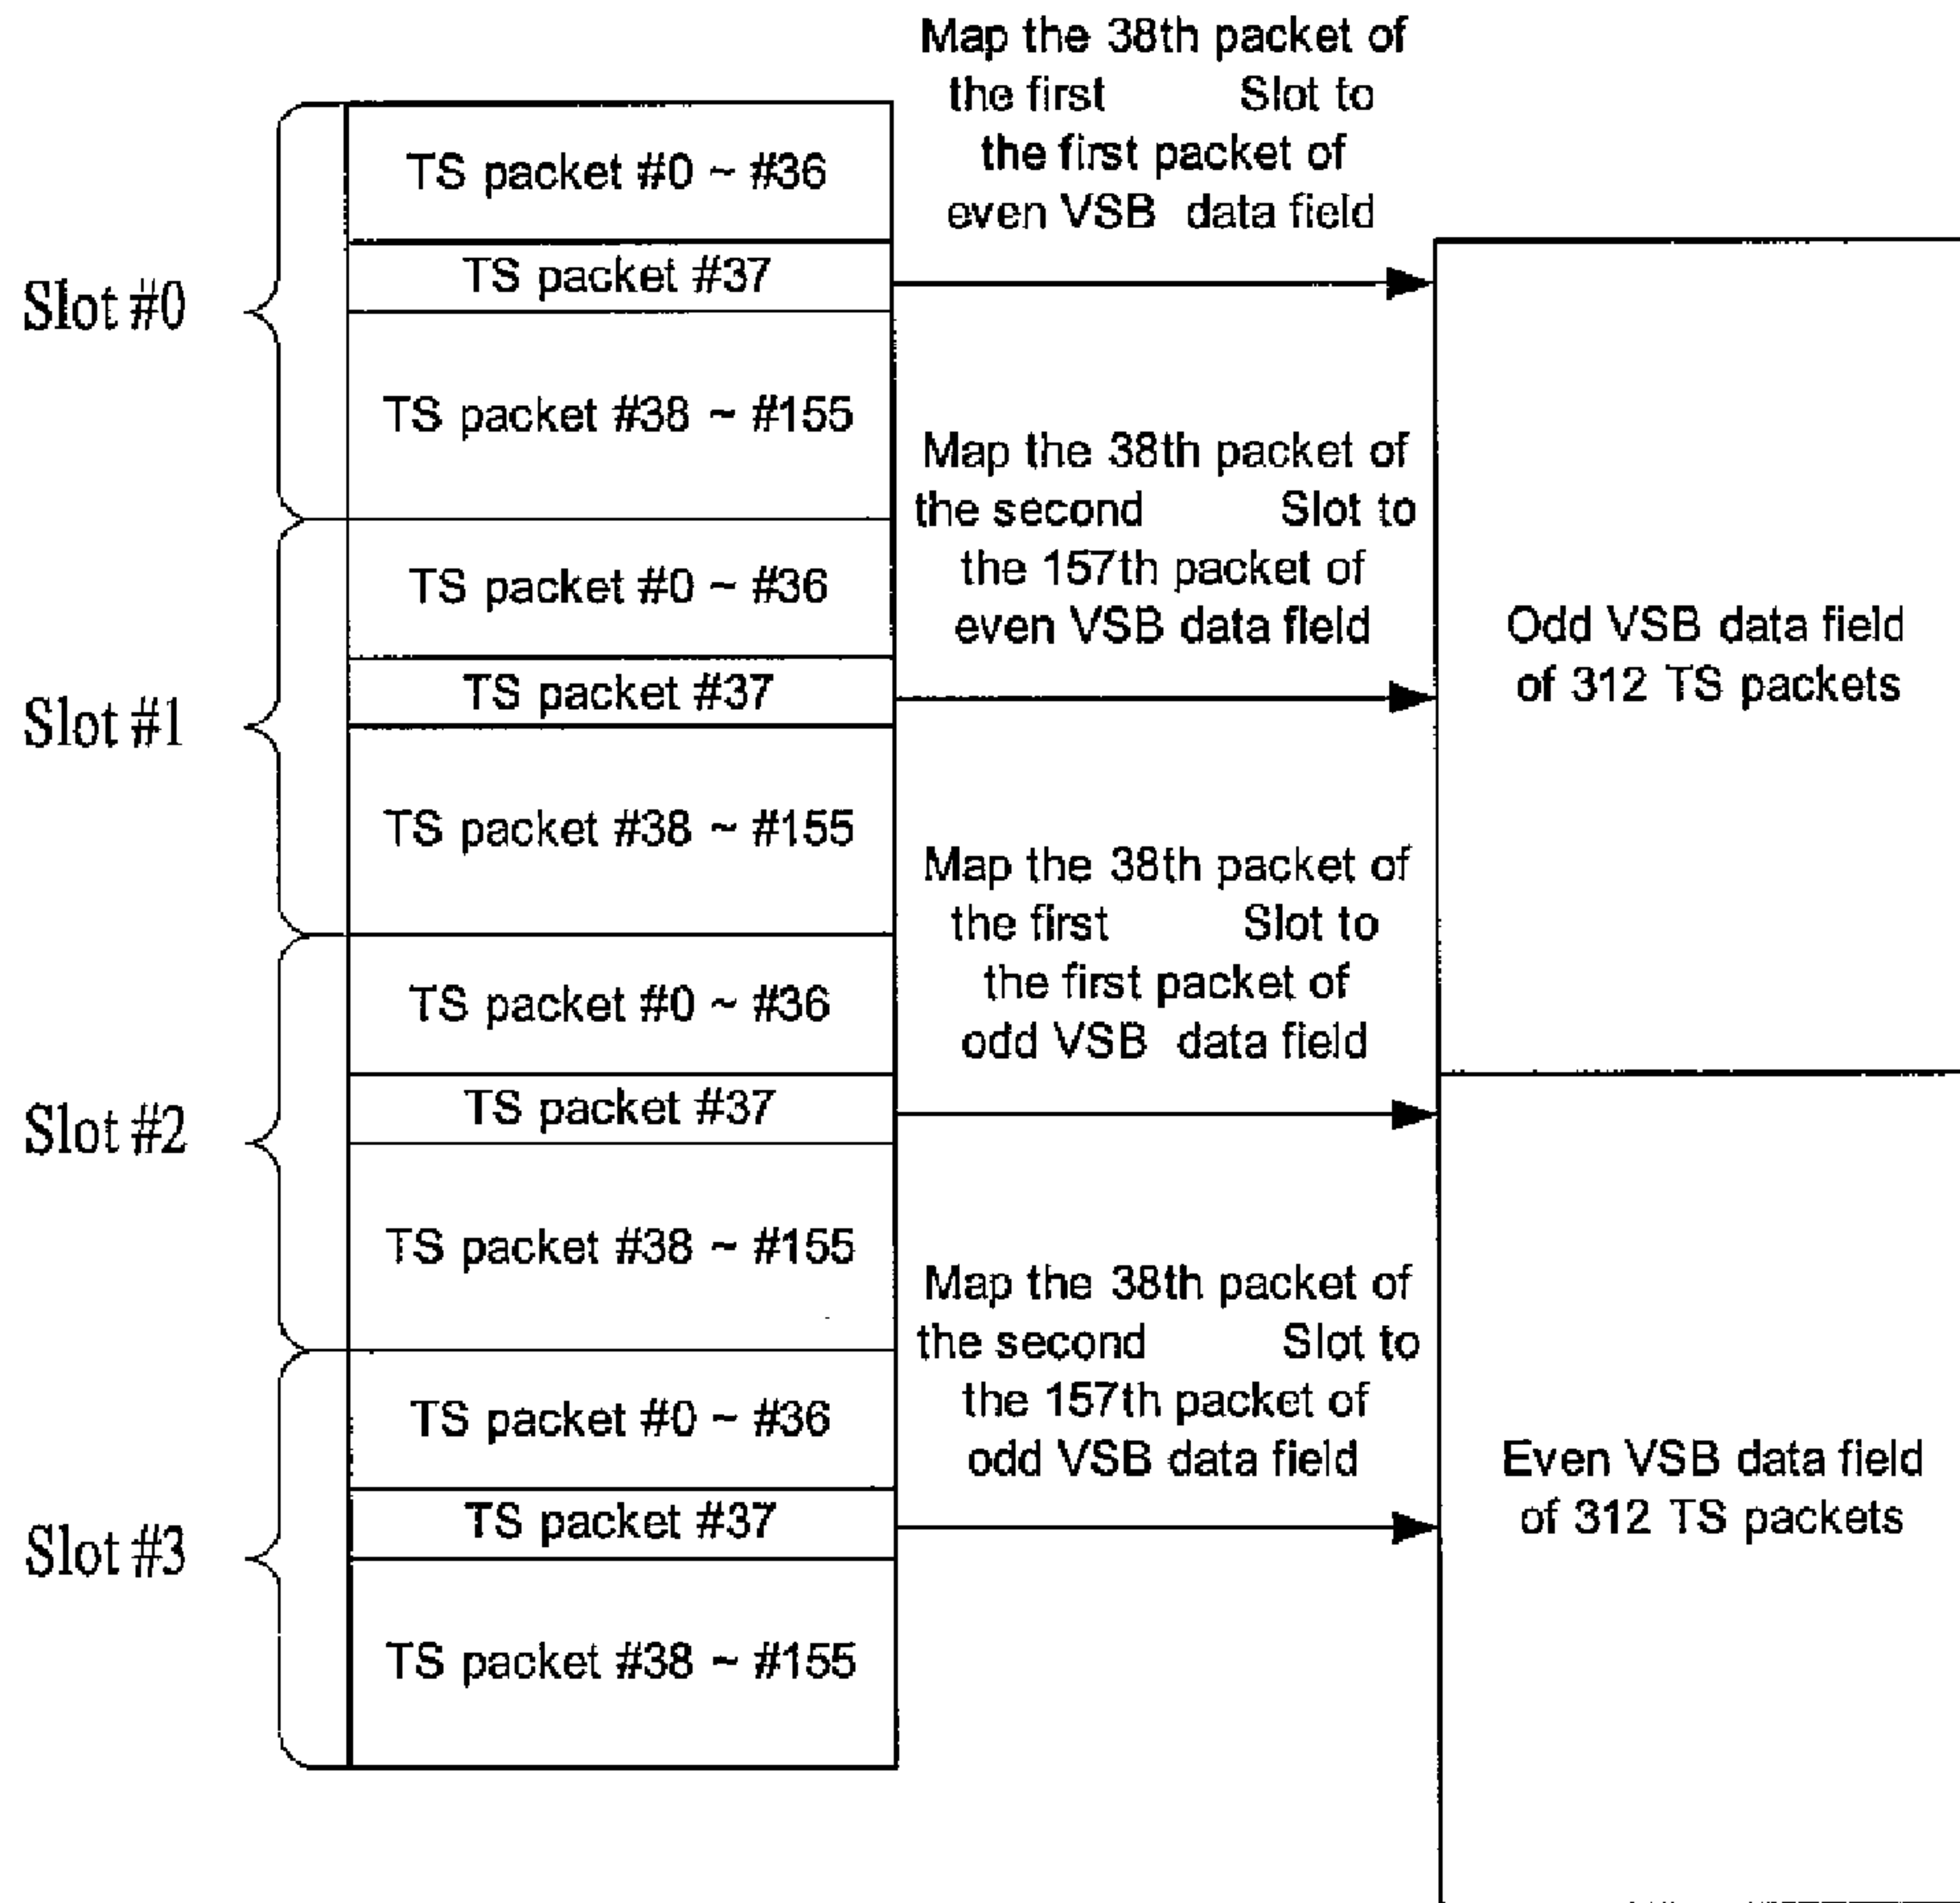 Map the 38th packet of
the first Slot to
the first packet of
even VSB data field
Slot #0
TS packet #0 ~ #36
TS packet #37
TS packet #38 ~ #155
Map the 38th packet of
the second Slot to
the 157th packet of
even VSB data field
Slot #1
TS packet #0 ~ #36
TS packet #37
TS packet #38 ~ #155
Odd VSB data field
of 312 TS packets
Map the 38th packet of
the first Slot to
the first packet of
odd VSB data field
Slot #2
TS packet #0 ~ #36
TS packet #37
TS packet #38 ~ #155
Map the 38th packet of
the second Slot to
the 157th packet of
odd VSB data field
Slot #3
TS packet #0 ~ #36
TS packet #37
TS packet #38 ~ #155
Even VSB data field
of 312 TS packets